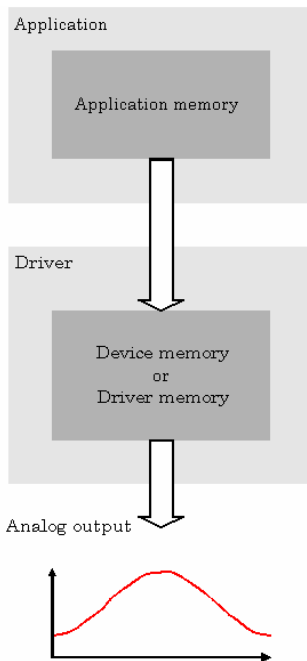 Application
Application memory
Driver
Device memory
or
Driver memory
Analog output